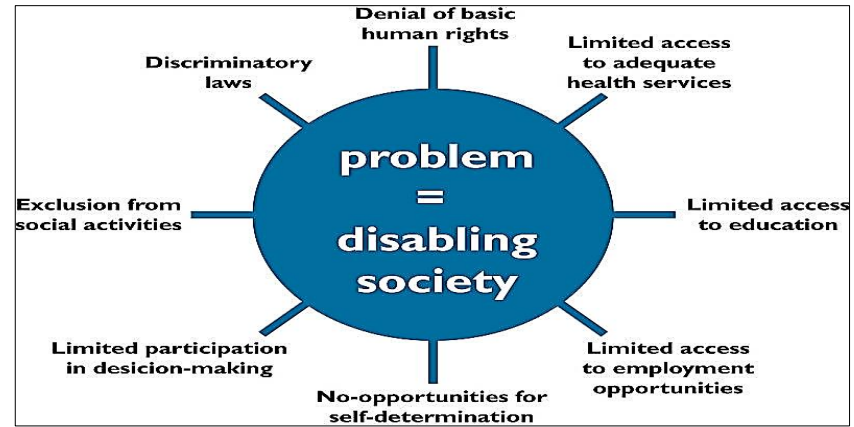 Denial of basic
human rights
Limited access
to adequate
health services
Limited access
to education
Limited access
to employment
opportunities
No-opportunities for
self-determination
Limited participation
in desicion-making
Exclusion from
social activities
Discriminatory
laws
problem
=
disabling
society